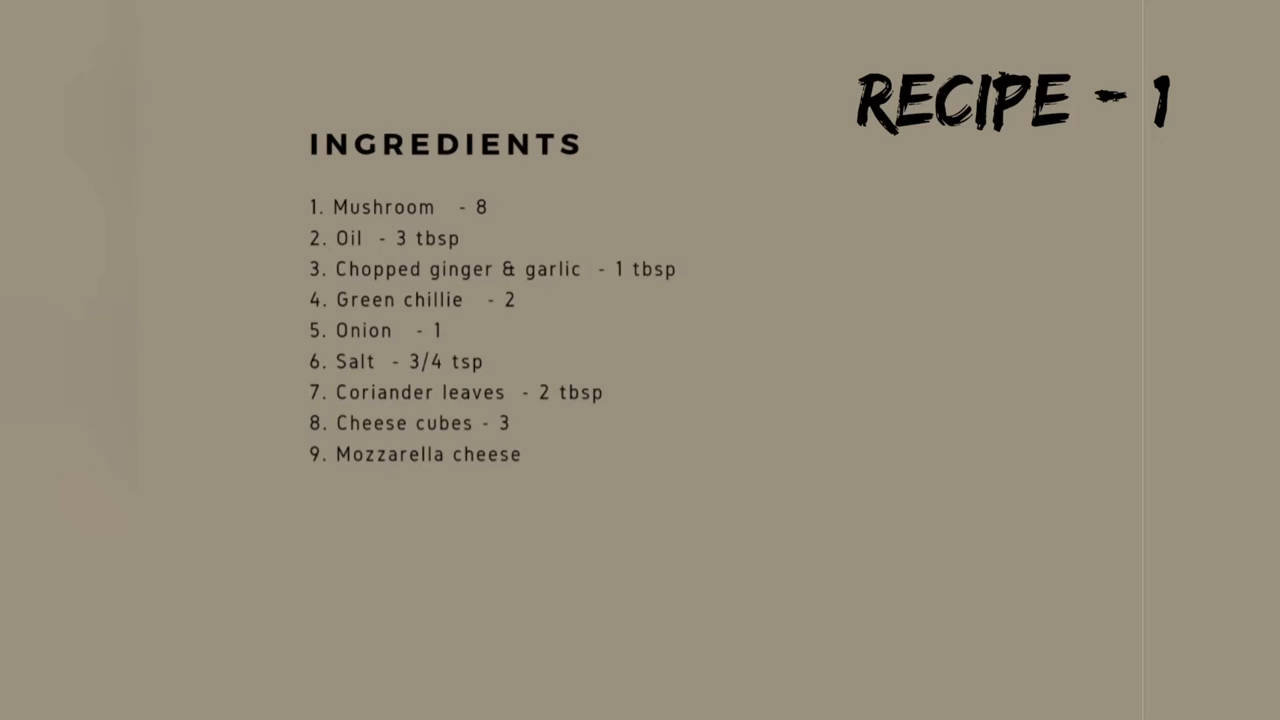 RECIPE - 1
INGREDIENTS
1. Mushroom - 8
2. Oil - 3 tbsp
3. Chopped ginger & garlic - 1 tbsp
4. Green chillie - 2
5. Onion - 1
6. Salt - 3/4 tsp
7. Coriander leaves - 2 tbsp
8. Cheese cubes - 3
9. Mozzarella cheese